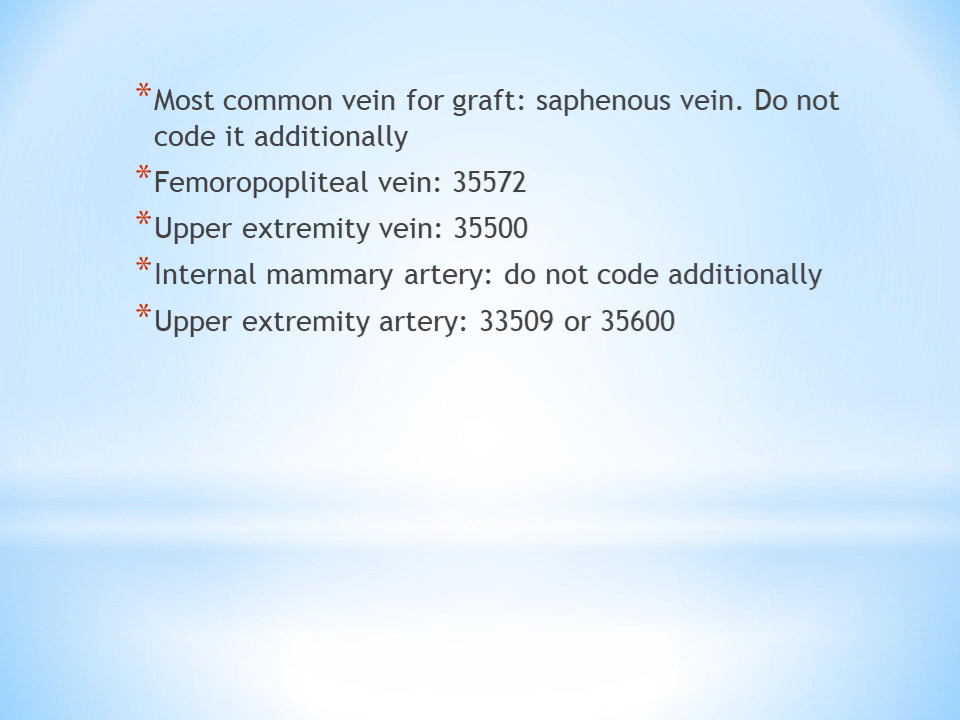 * Most common vein for graft: saphenous vein. Do not
code it additionally
* Femoropopliteal vein: 35572
* Upper extremity vein: 35500
* Internal mammary artery: do not code additionally
* Upper extremity artery: 33509 or 35600